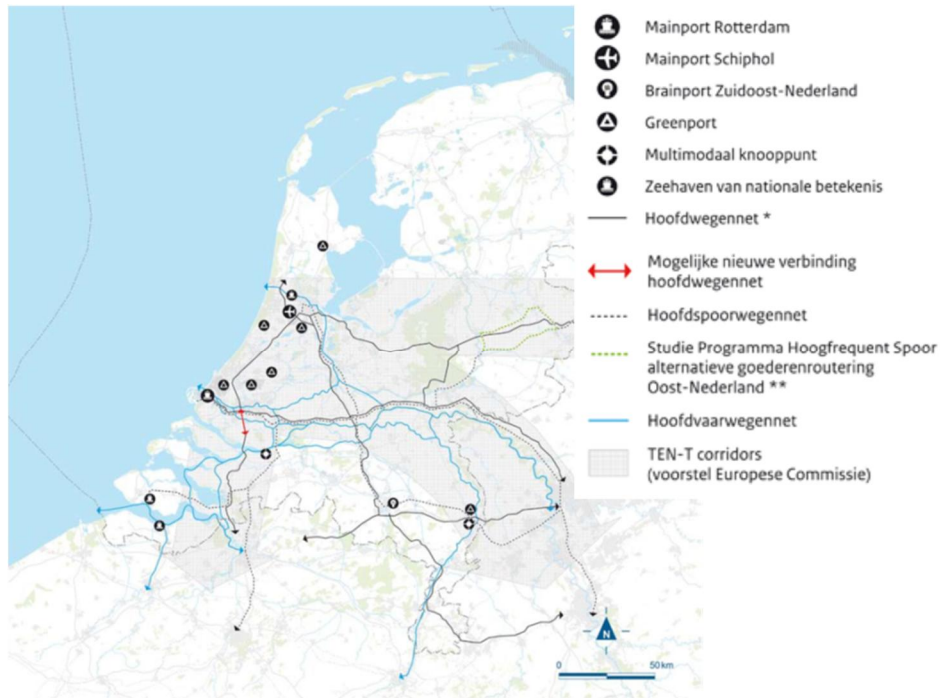 Mainport Rotterdam
Mainport Schiphol
Brainport Zuidoost-Nederland
Greenport
Multimodaal knooppunt
Zeehaven van nationale betekenis
Hoofdwegennet *
Mogelijke nieuwe verbinding
hoofdwegennet
Hoofdspoorwegennet
Studie Programma Hoogfrequent Spoor
alternatieve goederenroutering
Oost-Nederland **
Hoofdvaarwegennet
TEN-T corridors
(voorstel Europese Commissie)
N
0 50 km